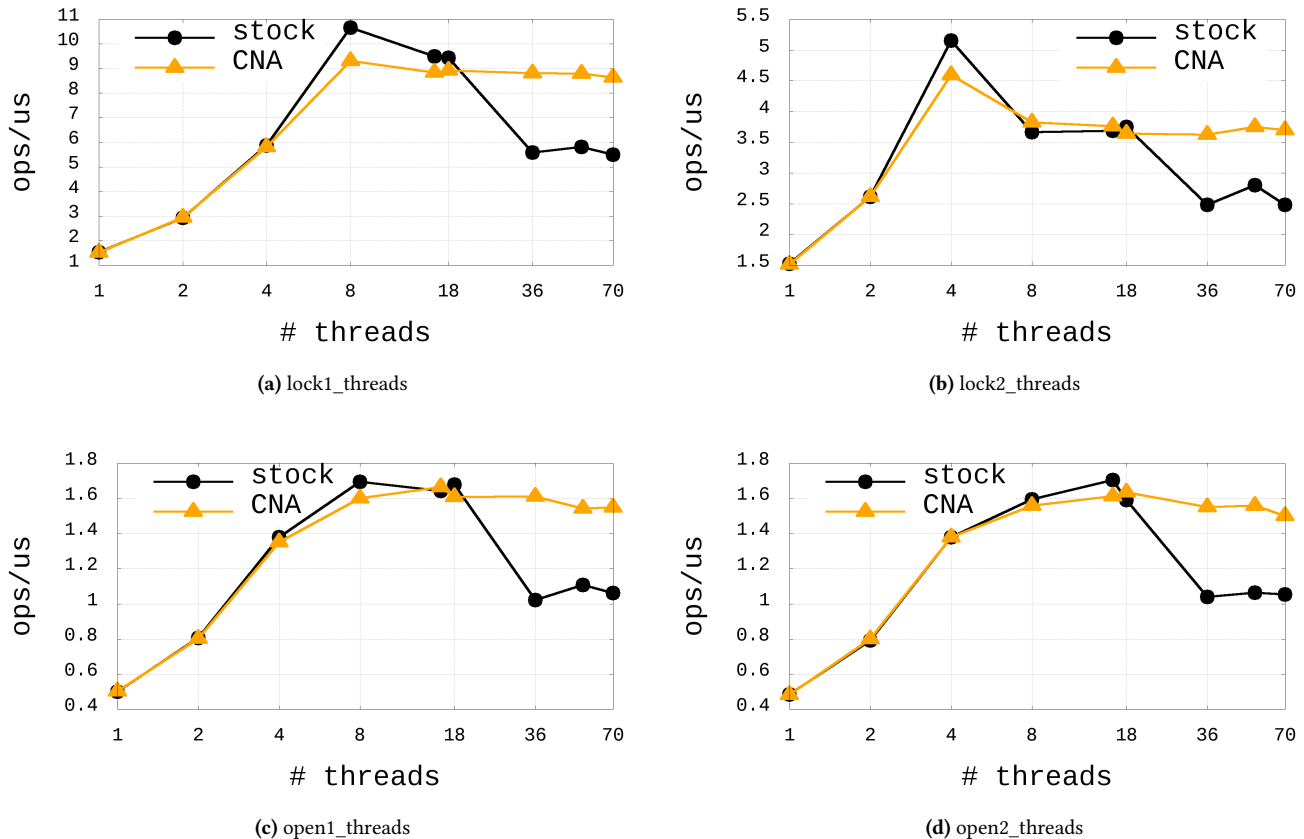 11
10
9
8
7
6
5
4
3
2
1
ops/us
stock
CNA
1 2 4 8 18 36 70
# threads
(a) lock1_threads
5.5
5
4.5
4
3.5
3
2.5
2
1.5
ops/us
stock
CNA
1 2 4 8 18 36 70
# threads
(b) lock2_threads
1.8
1.6
1.4
1.2
1
0.8
0.6
0.4
ops/us
stock
CNA
1 2 4 8 18 36 70
# threads
(c) open1_threads
1.8
1.6
1.4
1.2
1
0.8
0.6
0.4
ops/us
stock
CNA
1 2 4 8 18 36 70
# threads
(d) open2_threads